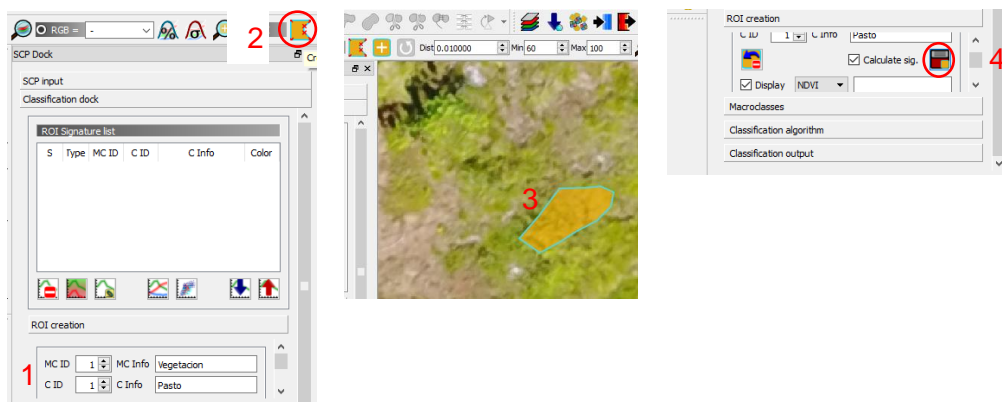 RGB = -
2
SCP Dock
Cr
SCP input
Classification dock
ROI Signature list
S Type MC ID C ID C Info Color
ROI creation
1
MC ID 1 MC Info Vegetacion
C ID 1 C Info Pasto
Dist 0.010000 Min 60 Max 100
3
ROI creation
C ID 1 C Info Pasto
Calculate sig.
4
Display NDVI
Macroclasses
Classification algorithm
Classification output